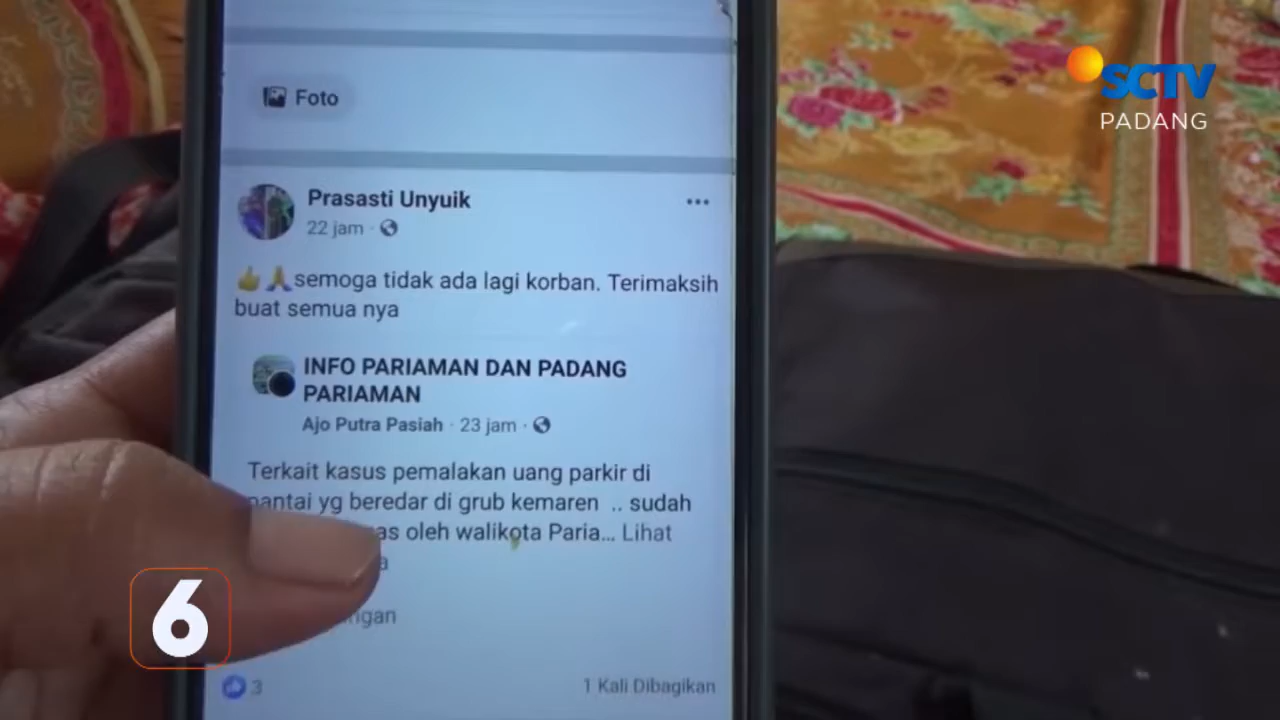 SCTV
PADANG
Foto
Prasasti Unyuik
22 jam ·
👍🙏semoga tidak ada lagi korban. Terimaksih
buat semua nya
INFO PARIAMAN DAN PADANG
PARIAMAN
Ajo Putra Pasiah · 23 jam ·
Terkait kasus pemalakan uang parkir di
pantai yg beredar di grub kemaren .. sudah
oleh walikota Paria... Lihat
3
1 Kali Dibagikan
6